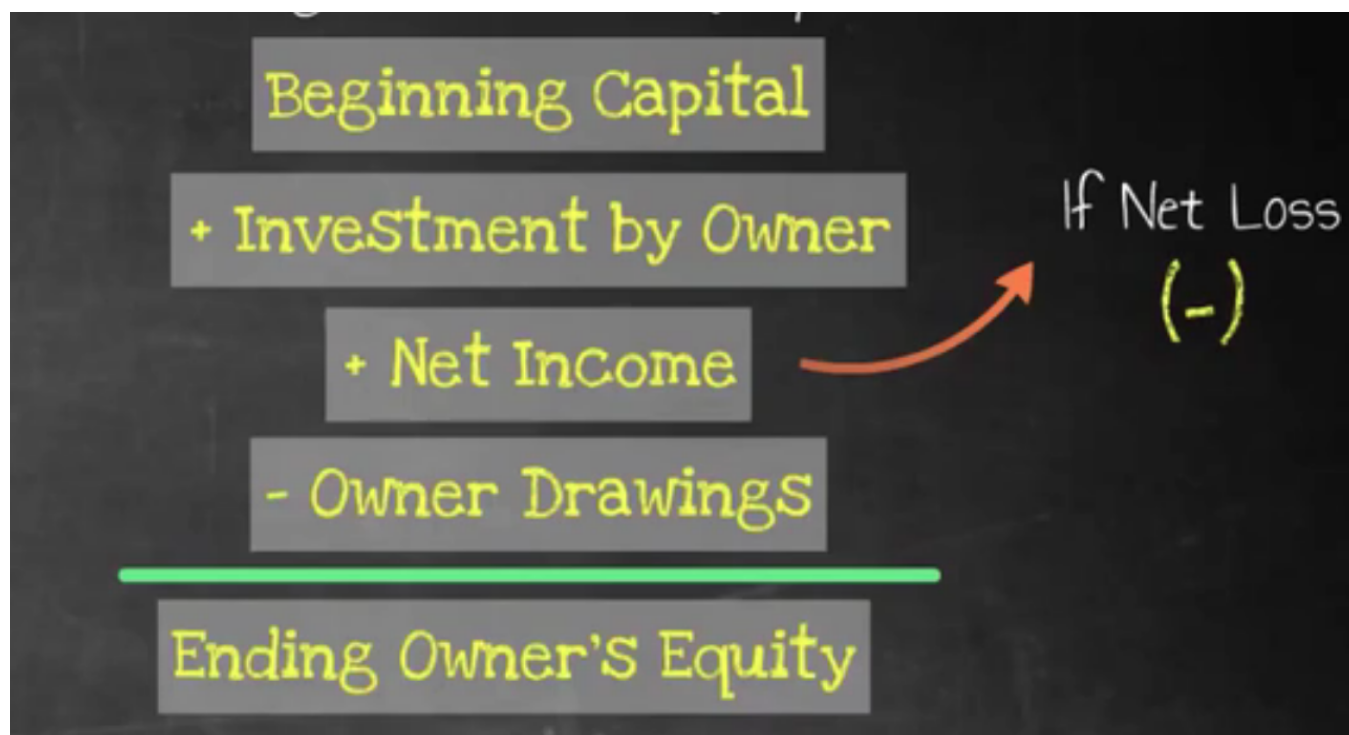 Beginning Capital
+ Investment by Owner
If Net Loss
(-)
+ Net Income
- Owner Drawings
Ending Owner's Equity